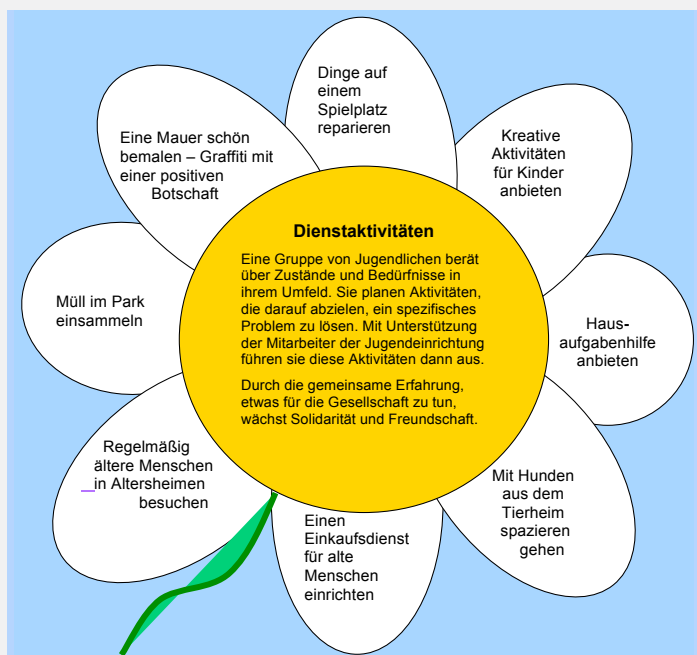 Dinge auf
einem
Spielplatz
reparieren
Kreative
Aktivitäten
für Kinder
anbieten
Haus-
aufgabenhilfe
anbieten
Mit Hunden
aus dem
Tierheim
spazieren
gehen
Einen
Einkaufsdienst
für alte
Menschen
einrichten
Regelmäßig
ältere Menschen
in Altersheimen
besuchen
Müll im Park
einsammeln
Eine Mauer schön
bemalen – Graffiti mit
einer positiven
Botschaft
Dienstaktivitäten
Eine Gruppe von Jugendlichen berät
über Zustände und Bedürfnisse in
ihrem Umfeld. Sie planen Aktivitäten,
die darauf abzielen, ein spezifisches
Problem zu lösen. Mit Unterstützung
der Mitarbeiter der Jugendeinrichtung
führen sie diese Aktivitäten dann aus.
Durch die gemeinsame Erfahrung,
etwas für die Gesellschaft zu tun,
wächst Solidarität und Freundschaft.